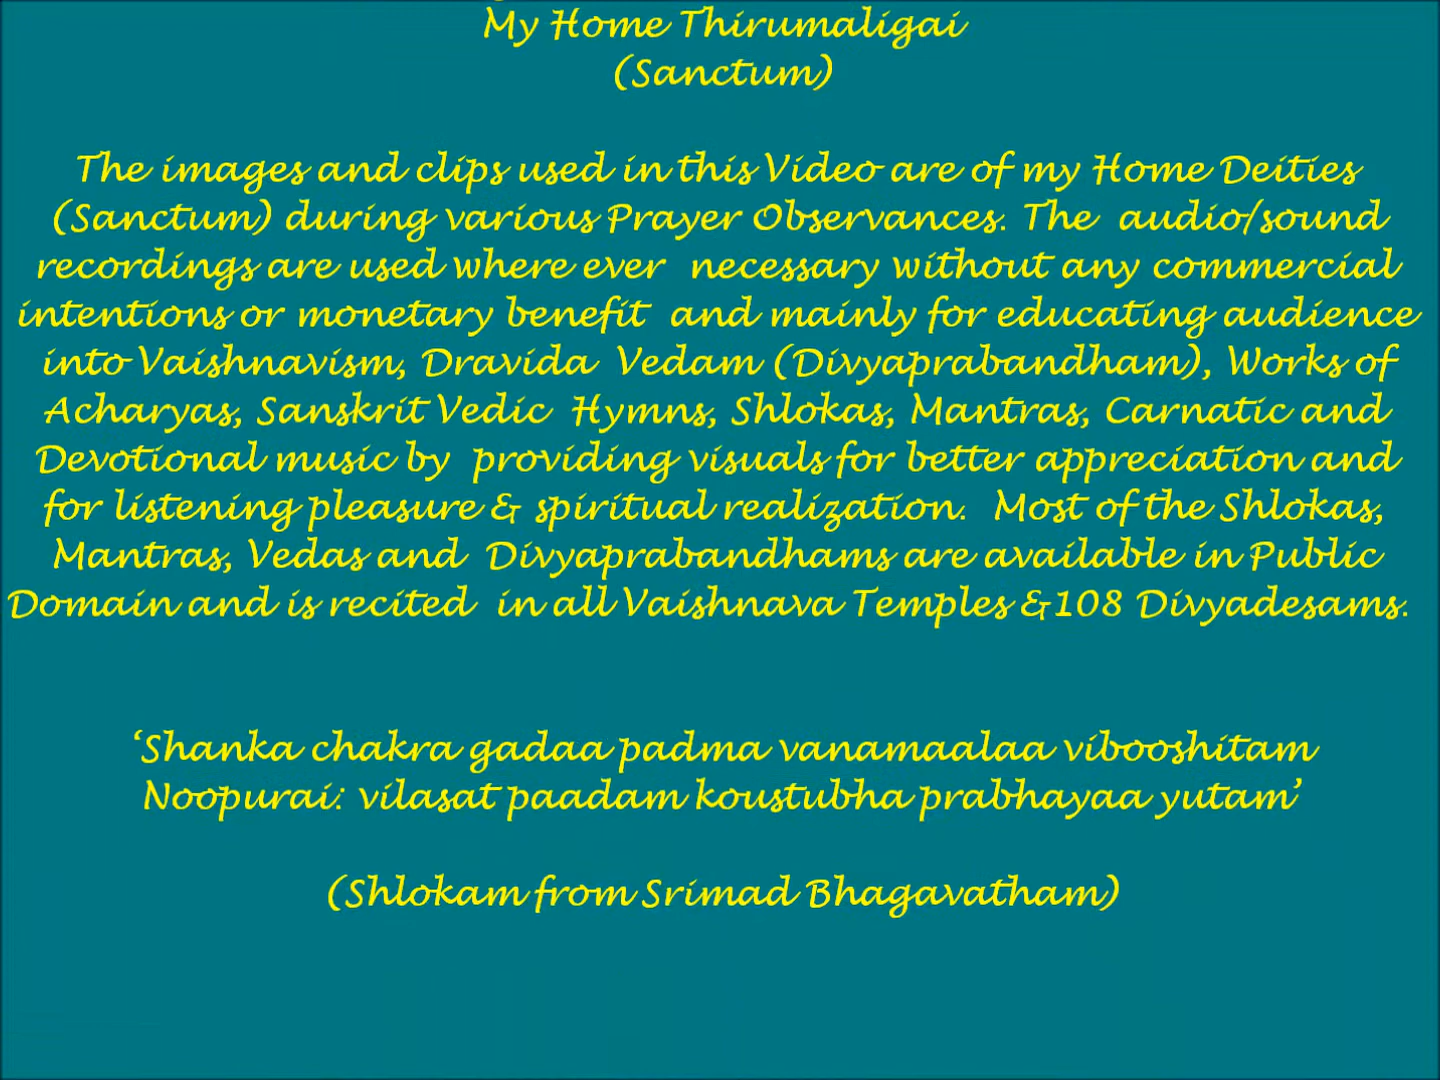 My Home Thirumaligai
(Sanctum)
The images and clips used in this Video are of my Home Deities
(Sanctum) during various Prayer Observances. The audio/sound
recordings are used where ever necessary without any commercial
intentions or monetary benefit and mainly for educating audience
into Vaishnavism, Dravida Vedam (Divyaprabandham), Works of
Acharyas, Sanskrit Vedic Hymns, Shlokas, Mantras, Carnatic and
Devotional music by providing visuals for better appreciation and
for listening pleasure & spiritual realization. Most of the Shlokas,
Mantras, Vedas and Divyaprabandhams are available in Public
Domain and is recited in all Vaishnava Temples &108 Divyadesams.
‘Shanka chakra gadaa padma vanamaalaa vibooshitam
Noopurai: vilasat paadam koustubha prabhayaa yutam’
(Shlokam from Srimad Bhagavatham)